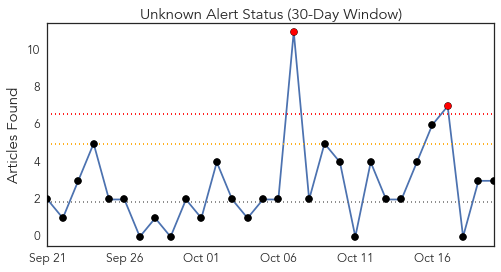 Unknown Alert Status (30-Day Window)
Articles Found
10
8
6
4
2
0
Sep 21 Sep 26 Oct 01 Oct 06 Oct 11 Oct 16